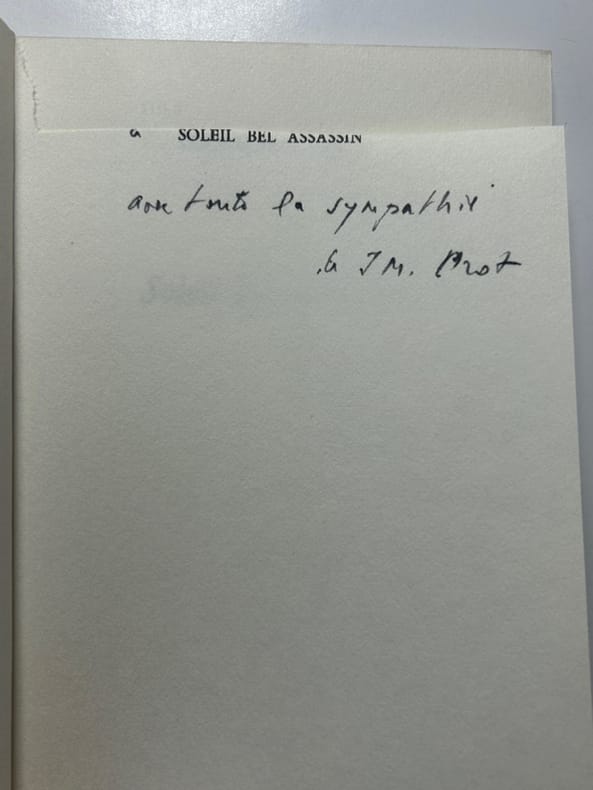 à SOLEIL BEL ASSASSIN
avec toute la sympathie
de J M. Prot